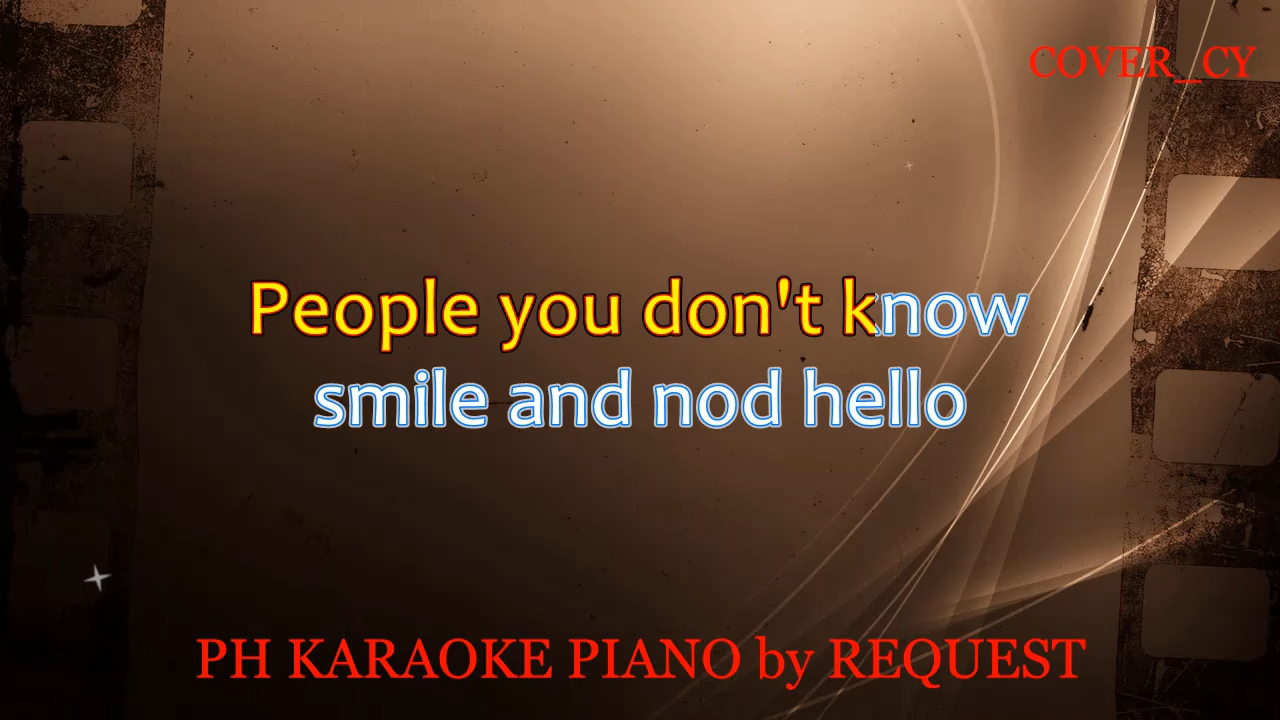 COVER_CY
People you don't know
smile and nod hello
PH KARAOKE PIANO by REQUEST